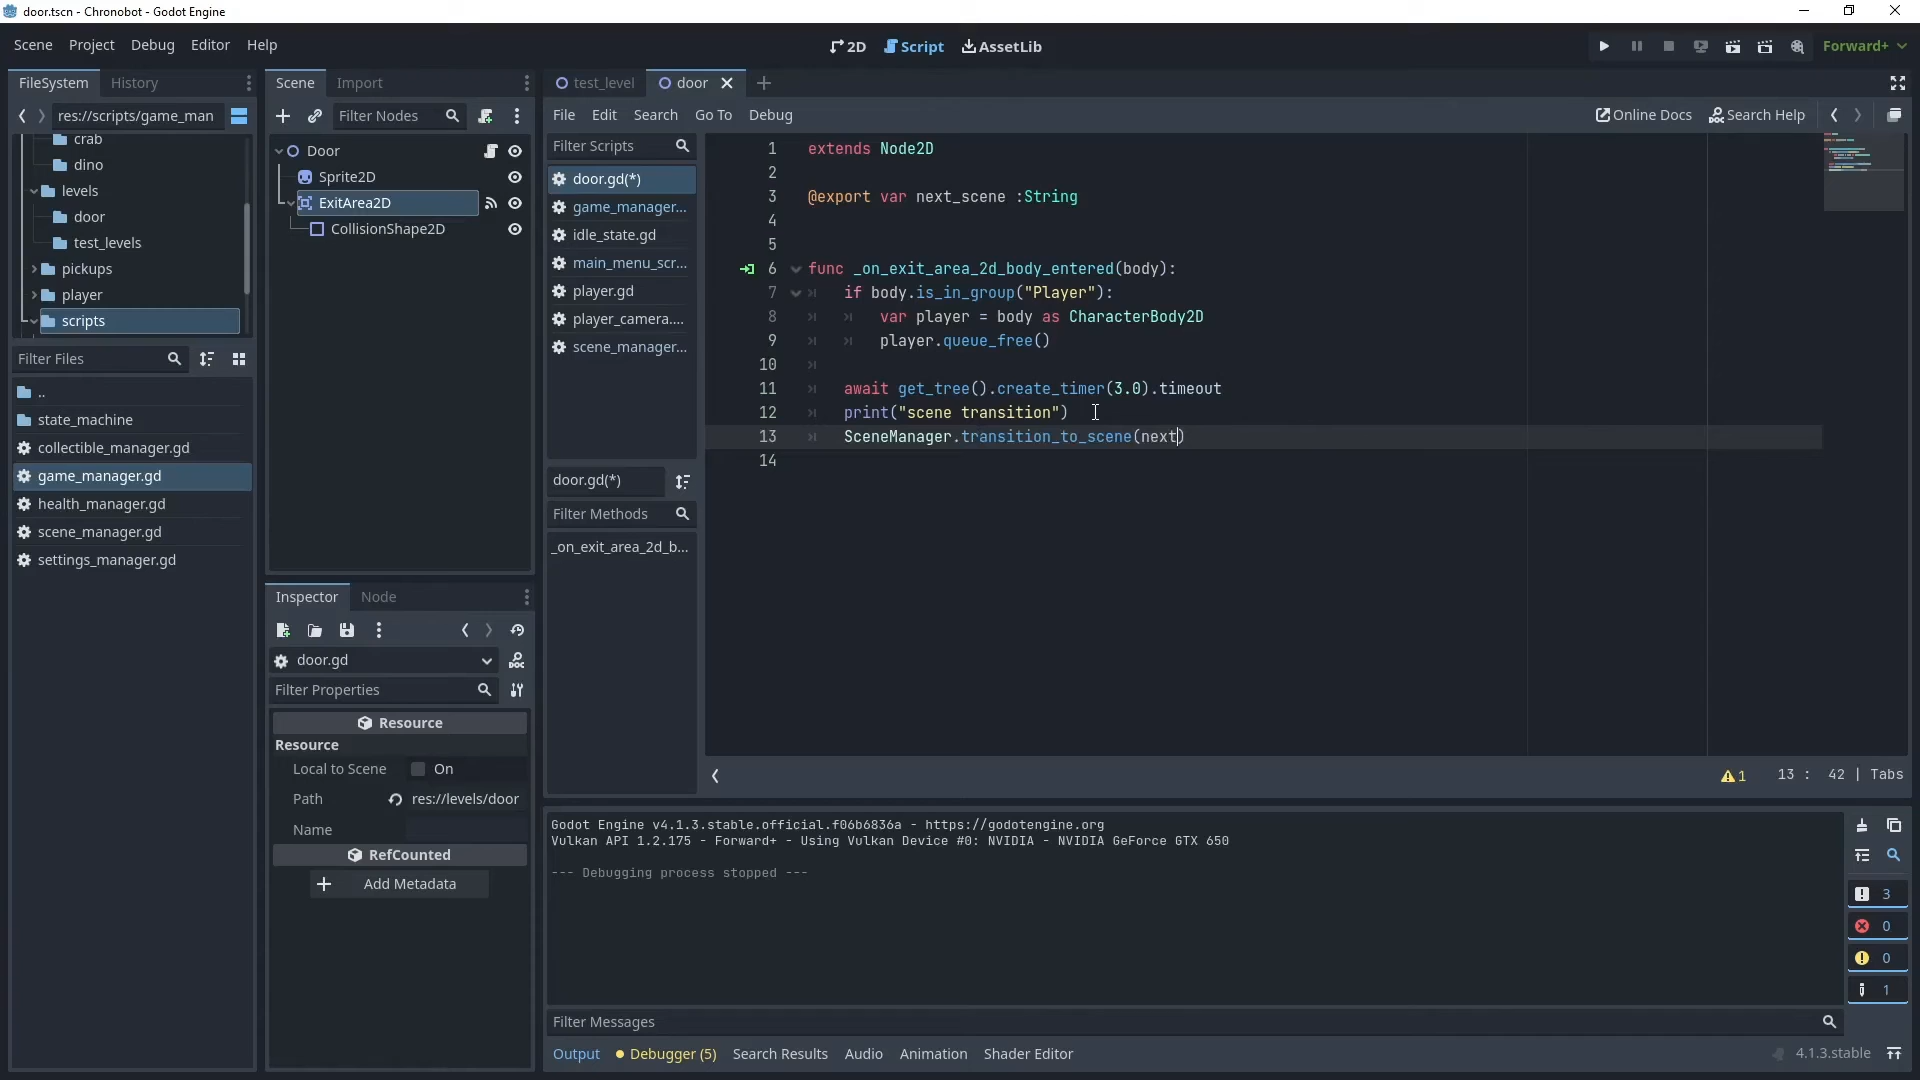 door.tscn - Chronobot - Godot Engine
Scene Project Debug Editor Help
2D Script AssetLib
Forward+
FileSystem History
res://scripts/game_man
crab
dino
levels
door
test_levels
pickups
player
scripts
Filter Files
..
state_machine
collectible_manager.gd
game_manager.gd
health_manager.gd
scene_manager.gd
settings_manager.gd
Scene Import
Filter Nodes
Door
Sprite2D
ExitArea2D
CollisionShape2D
Inspector Node
door.gd
Filter Properties
Resource
Resource
Local to Scene On
Path res://levels/door
Name
RefCounted
Add Metadata
test_level door
File Edit Search Go To Debug
Online Docs Search Help
Filter Scripts
door.gd(*)
game_manager...
idle_state.gd
main_menu_scr...
player.gd
player_camera....
scene_manager...
door.gd(*)
Filter Methods
_on_exit_area_2d_b...
1 extends Node2D
2
3 @export var next_scene :String
4
5
6 func _on_exit_area_2d_body_entered(body):
7 if body.is_in_group("Player"):
8 var player = body as CharacterBody2D
9 player.queue_free()
10
11 await get_tree().create_timer(3.0).timeout
12 print("scene transition")
13 SceneManager.transition_to_scene(next)
14
1 13 : 42 | Tabs
Godot Engine v4.1.3.stable.official.f06b6836a - https://godotengine.org
Vulkan API 1.2.175 - Forward+ - Using Vulkan Device #0: NVIDIA - NVIDIA GeForce GTX 650
--- Debugging process stopped ---
3
0
0
1
Filter Messages
Output Debugger (5) Search Results Audio Animation Shader Editor
4.1.3.stable